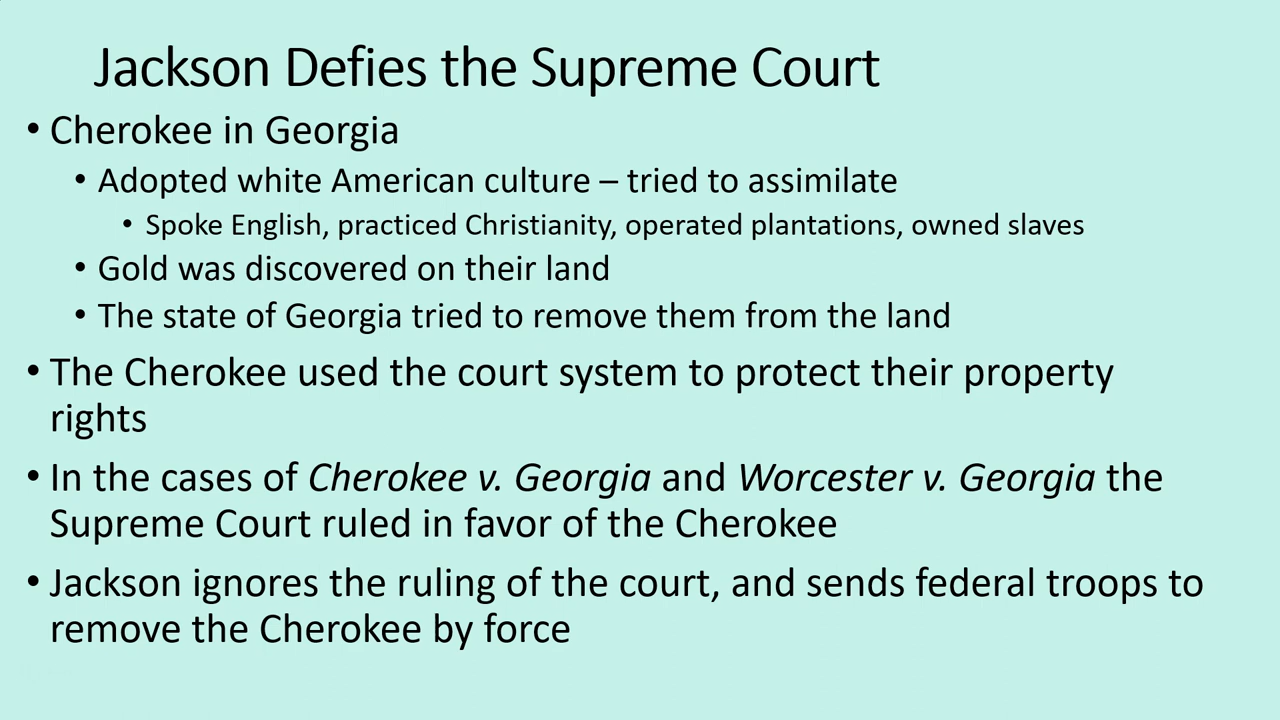 Jackson Defies the Supreme Court
• Cherokee in Georgia
• Adopted white American culture – tried to assimilate
• Spoke English, practiced Christianity, operated plantations, owned slaves
• Gold was discovered on their land
• The state of Georgia tried to remove them from the land
• The Cherokee used the court system to protect their property
rights
• In the cases of Cherokee v. Georgia and Worcester v. Georgia the
Supreme Court ruled in favor of the Cherokee
• Jackson ignores the ruling of the court, and sends federal troops to
remove the Cherokee by force